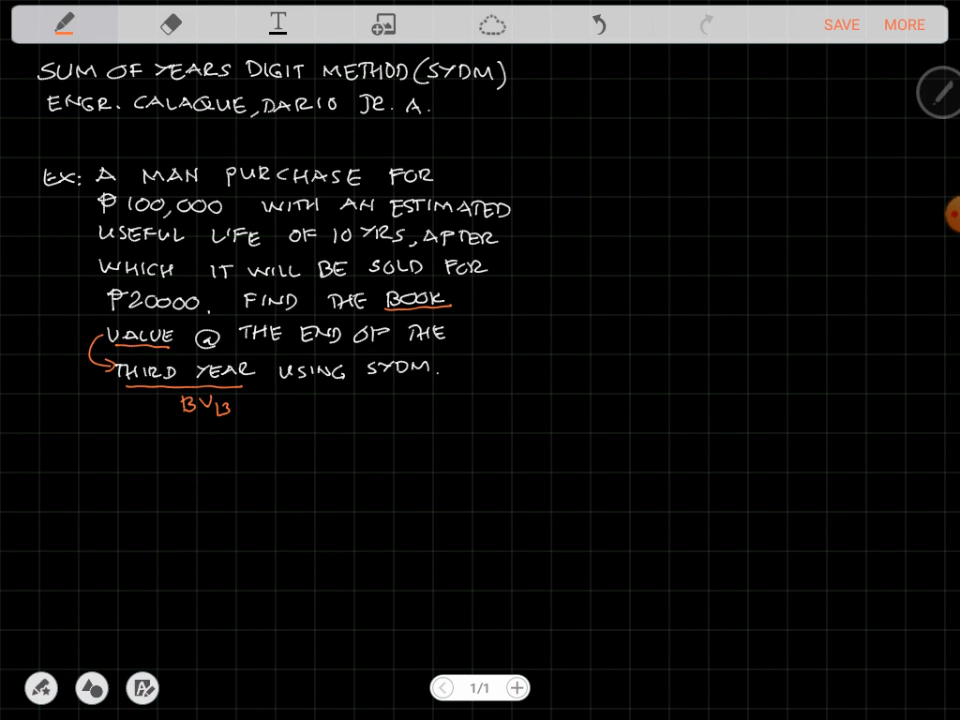 SAVE MORE
SUM OF YEARS DIGIT METHOD (SYDM)
ENGR. CALAQUE, DARIO JR. A.
EX: A MAN PURCHASE FOR
₱100,000 WITH AN ESTIMATED
USEFUL LIFE OF 10 YRS, AFTER
WHICH IT WILL BE SOLD FOR
₱20000. FIND THE BOOK
VALUE @ THE END OF THE
THIRD YEAR USING SYDM.
BV3
1/1